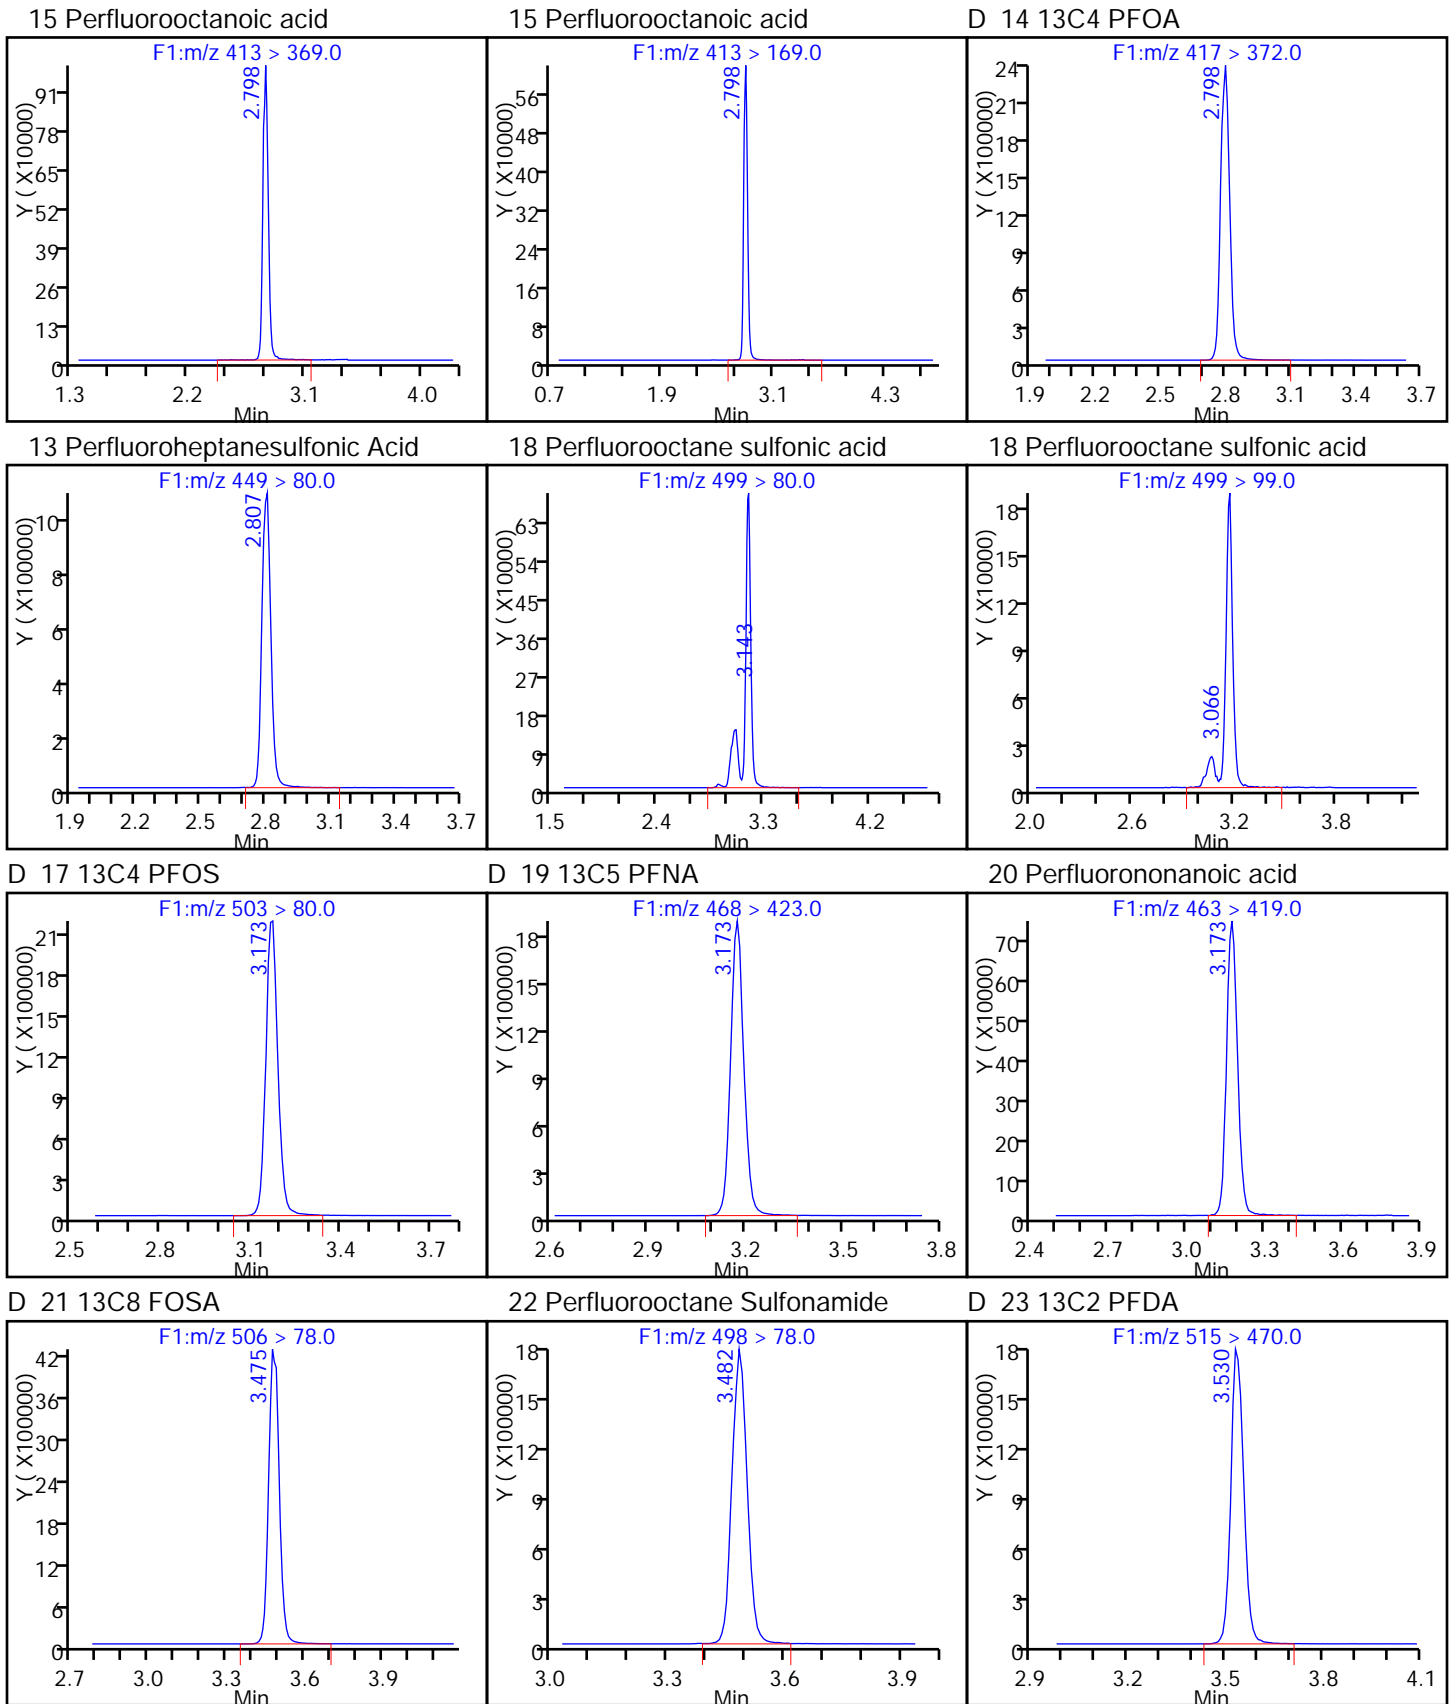 15 Perfluorooctanoic acid
F1:m/z 413 > 369.0
2.798
Y ( X100000)
91
78
65
52
39
26
13
0
1.3 2.2 3.1 4.0
Min
15 Perfluorooctanoic acid
F1:m/z 413 > 169.0
2.798
Y ( X100000)
56
48
40
32
24
16
8
0
0.7 1.9 3.1 4.3
Min
D 14 13C4 PFOA
F1:m/z 417 > 372.0
2.798
Y ( X100000)
24
21
18
15
12
9
6
3
0
1.9 2.2 2.5 2.8 3.1 3.4 3.7
Min
13 Perfluoroheptanesulfonic Acid
F1:m/z 449 > 80.0
2.807
Y ( X100000)
10
8
6
4
2
0
1.9 2.2 2.5 2.8 3.1 3.4 3.7
Min
18 Perfluorooctane sulfonic acid
F1:m/z 499 > 80.0
3.143
Y ( X10000)
63
54
45
36
27
18
9
0
1.5 2.4 3.3 4.2
Min
18 Perfluorooctane sulfonic acid
F1:m/z 499 > 99.0
3.066
Y ( X10000)
18
15
12
9
6
3
0
2.0 2.6 3.2 3.8
Min
D 17 13C4 PFOS
F1:m/z 503 > 80.0
3.173
Y ( X100000)
21
18
15
12
9
6
3
0
2.5 2.8 3.1 3.4 3.7
Min
D 19 13C5 PFNA
F1:m/z 468 > 423.0
3.173
Y ( X100000)
18
15
12
9
6
3
0
2.6 2.9 3.2 3.5 3.8
Min
20 Perfluorononanoic acid
F1:m/z 463 > 419.0
3.173
Y ( X10000)
70
60
50
40
30
20
10
0
2.4 2.7 3.0 3.3 3.6 3.9
Min
D 21 13C8 FOSA
F1:m/z 506 > 78.0
3.475
Y ( X100000)
42
36
30
24
18
12
6
0
2.7 3.0 3.3 3.6 3.9
Min
22 Perfluorooctane Sulfonamide
F1:m/z 498 > 78.0
3.482
Y ( X100000)
18
15
12
9
6
3
0
3.0 3.3 3.6 3.9
Min
D 23 13C2 PFDA
F1:m/z 515 > 470.0
3.530
Y ( X100000)
18
15
12
9
6
3
0
2.9 3.2 3.5 3.8 4.1
Min